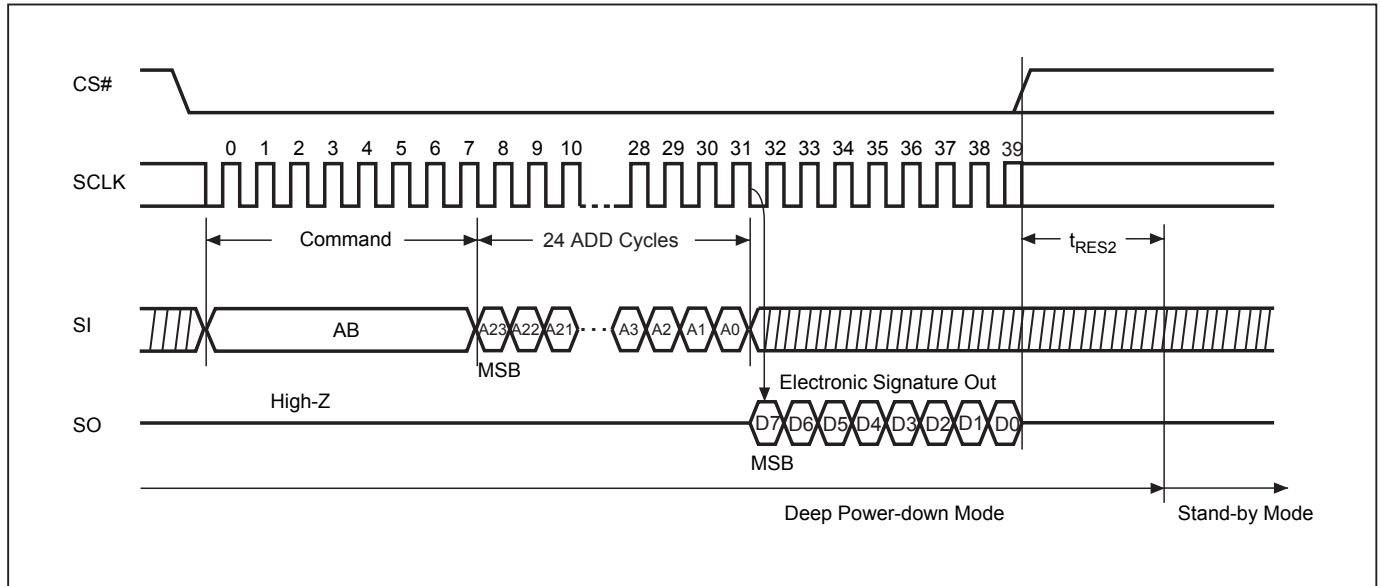 CS#
0 1 2 3 4 5 6 7 8 9 10 28 29 30 31 32 33 34 35 36 37 38 39
SCLK
Command 24 ADD Cycles tRES2
SI AB A23 A22 A21 A3 A2 A1 A0
MSB
Electronic Signature Out
High-Z
SO D7 D6 D5 D4 D3 D2 D1 D0
MSB
Deep Power-down Mode Stand-by Mode